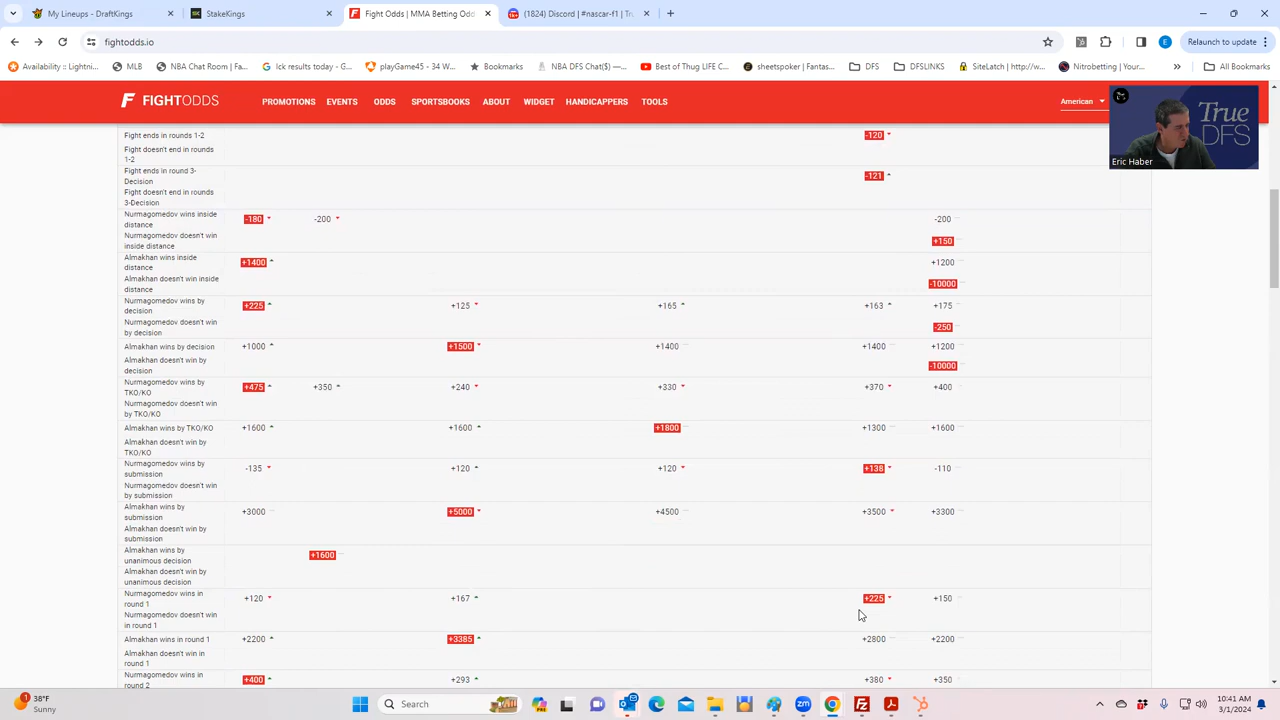 My Lineups - DraftKings
StakeKings
Fight Odds | MMA Betting Odd
(1824) Discord | #nascar-f1 | Tr
fightodds.io
Relaunch to update
Availability :: Lightni...
MLB
NBA Chat Room | Fa...
Ick results today - G...
playGame45 - 34 W...
Bookmarks
NBA DFS Chat($) —...
Best of Thug LIFE C...
sheetspoker | Fantas...
DFS
DFSLINKS
SiteLatch | http://w...
Nitrobetting | Your...
All Bookmarks
FIGHTODDS
PROMOTIONS
EVENTS
ODDS
SPORTSBOOKS
ABOUT
WIDGET
HANDICAPPERS
TOOLS
American
True
DFS
Eric Haber
Fight ends in rounds 1-2 -120
Fight doesn't end in rounds
1-2
Fight ends in round 3-
Decision -121
Fight doesn't end in rounds
3-Decision
Nurmagomedov wins inside
distance -180 -200 -200
Nurmagomedov doesn't win
inside distance +150
Almakhan wins inside
distance +1400 +1200
Almakhan doesn't win inside
distance -10000
Nurmagomedov wins by
decision +225 +125 +165 +163 +175
Nurmagomedov doesn't win
by decision -250
Almakhan wins by decision +1000 +1500 +1400 +1400 +1200
Almakhan doesn't win by
decision -10000
Nurmagomedov wins by
TKO/KO +475 +350 +240 +330 +370 +400
Nurmagomedov doesn't win
by TKO/KO
Almakhan wins by TKO/KO +1600 +1600 +1800 +1300 +1600
Almakhan doesn't win by
TKO/KO
Nurmagomedov wins by
submission -135 +120 +120 +138 -110
Nurmagomedov doesn't win by
submission
Almakhan wins by
submission +3000 +5000 +4500 +3500 +3300
Almakhan doesn't win by
submission
Almakhan wins by
unanimous decision +1600
Almakhan doesn't win by
unanimous decision
Nurmagomedov wins in
round 1 +120 +167 +225 +150
Nurmagomedov doesn't win
in round 1
Almakhan wins in round 1 +2200 +3385 +2800 +2200
Almakhan doesn't win in
round 1
Nurmagomedov wins in
round 2 +400 +293 +380 +350
38°F
Sunny
Search
10:41 AM
3/1/2024